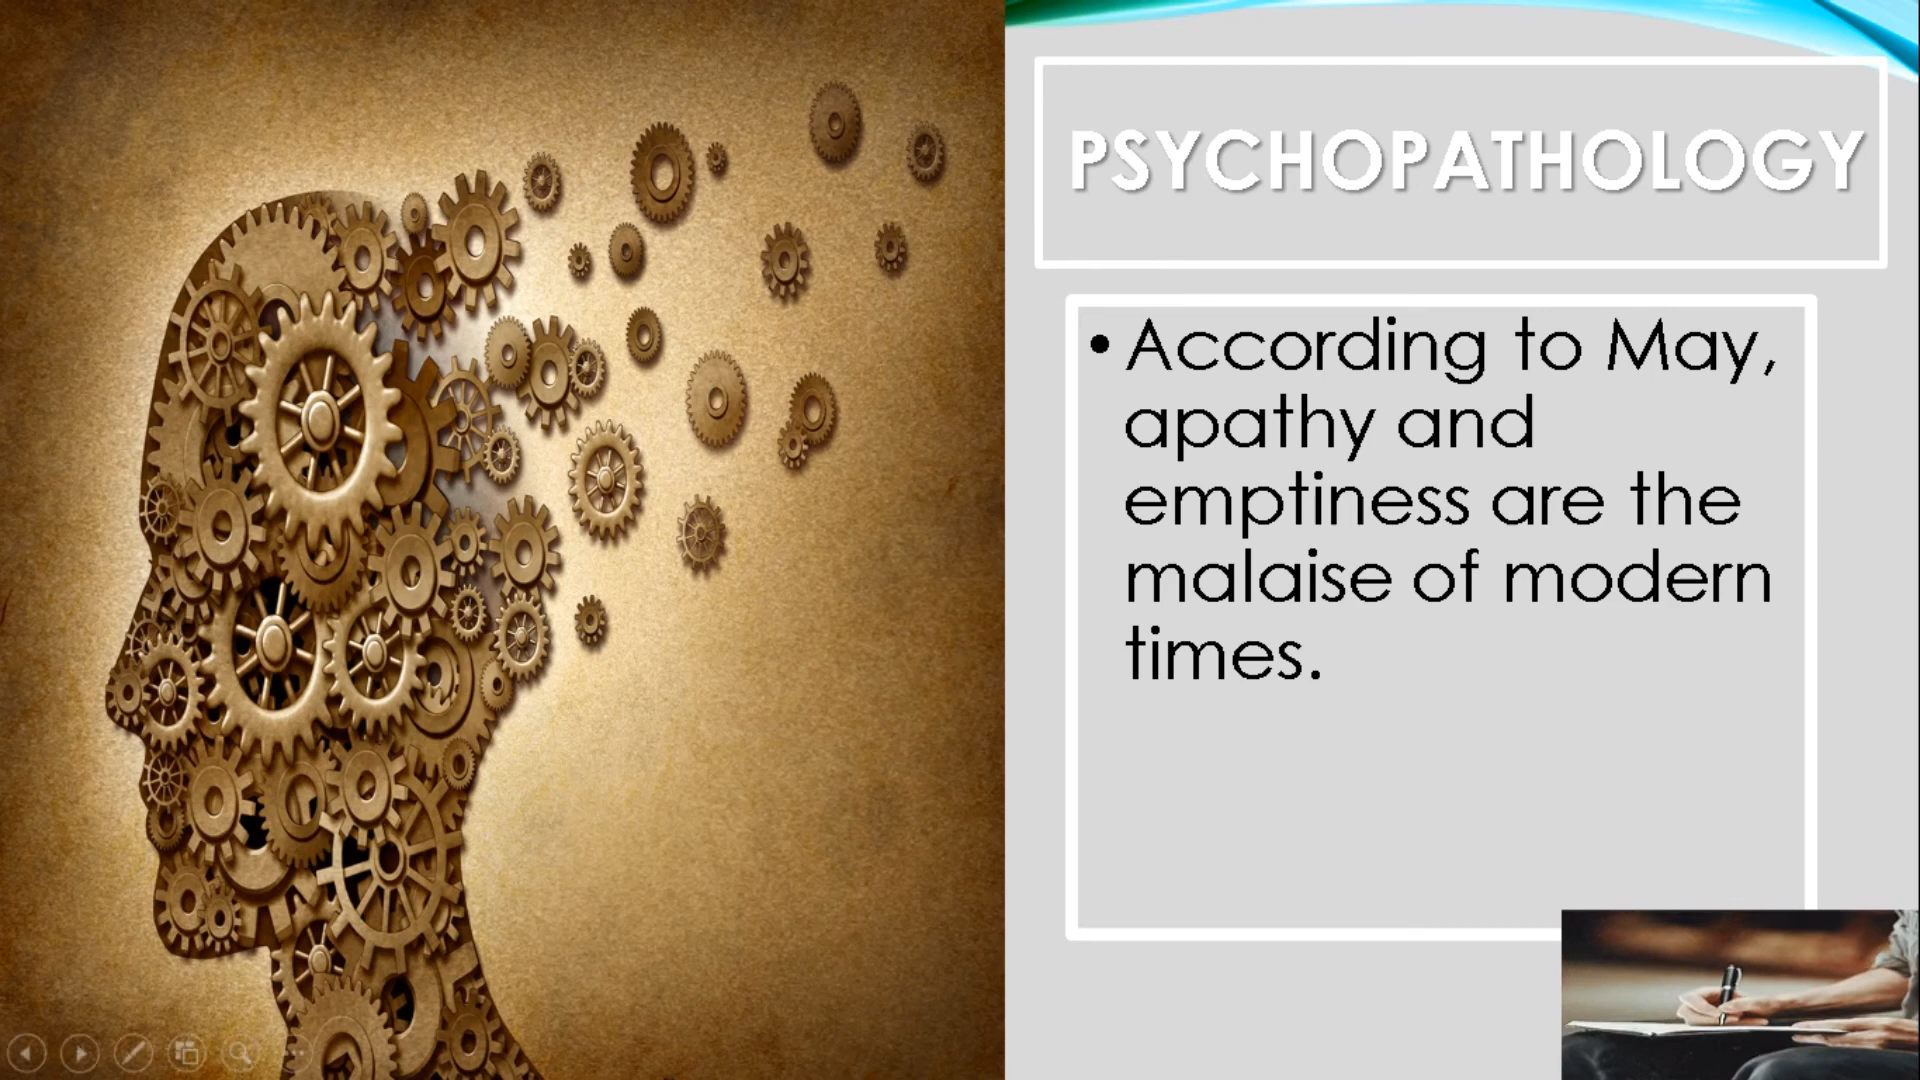 PSYCHOPATHOLOGY
• According to May,
apathy and
emptiness are the
malaise of modern
times.